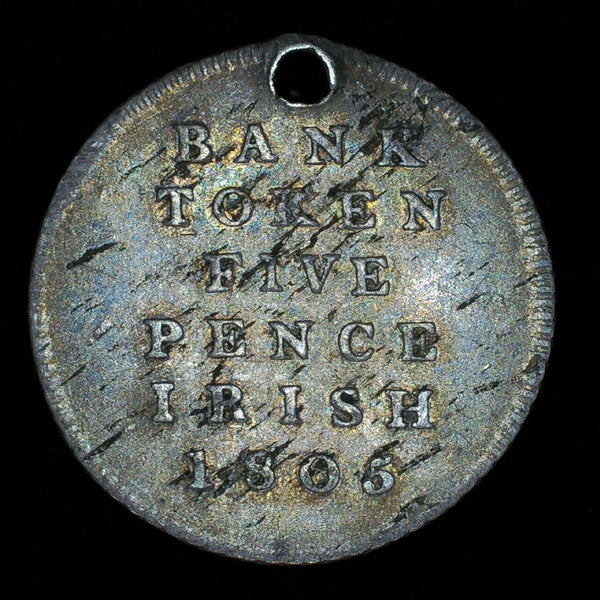 BANK
TOKEN
FIVE
PENCE
IRISH
1805